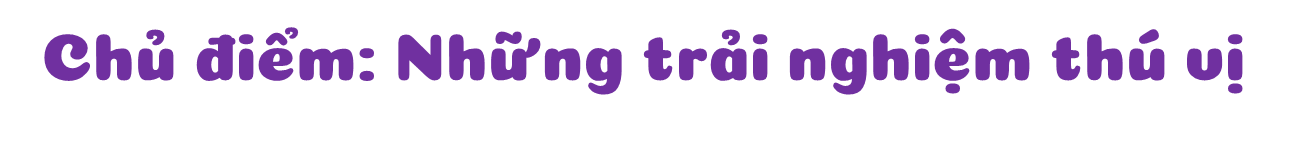 Chủ điểm: Những trải nghiệm thú vị